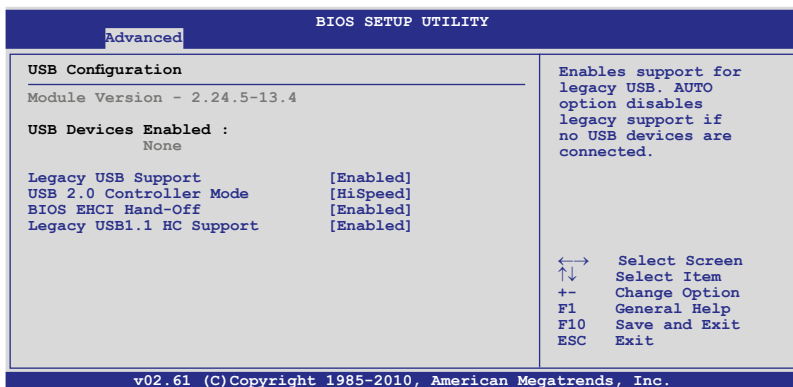 BIOS SETUP UTILITY
Advanced
USB Configuration
Module Version - 2.24.5-13.4
USB Devices Enabled :
None
Legacy USB Support [Enabled]
USB 2.0 Controller Mode [HiSpeed]
BIOS EHCI Hand-Off [Enabled]
Legacy USB1.1 HC Support [Enabled]
Enables support for
legacy USB. AUTO
option disables
legacy support if
no USB devices are
connected.
←→ Select Screen
↑↓ Select Item
+- Change Option
F1 General Help
F10 Save and Exit
ESC Exit
v02.61 (C)Copyright 1985-2010, American Megatrends, Inc.